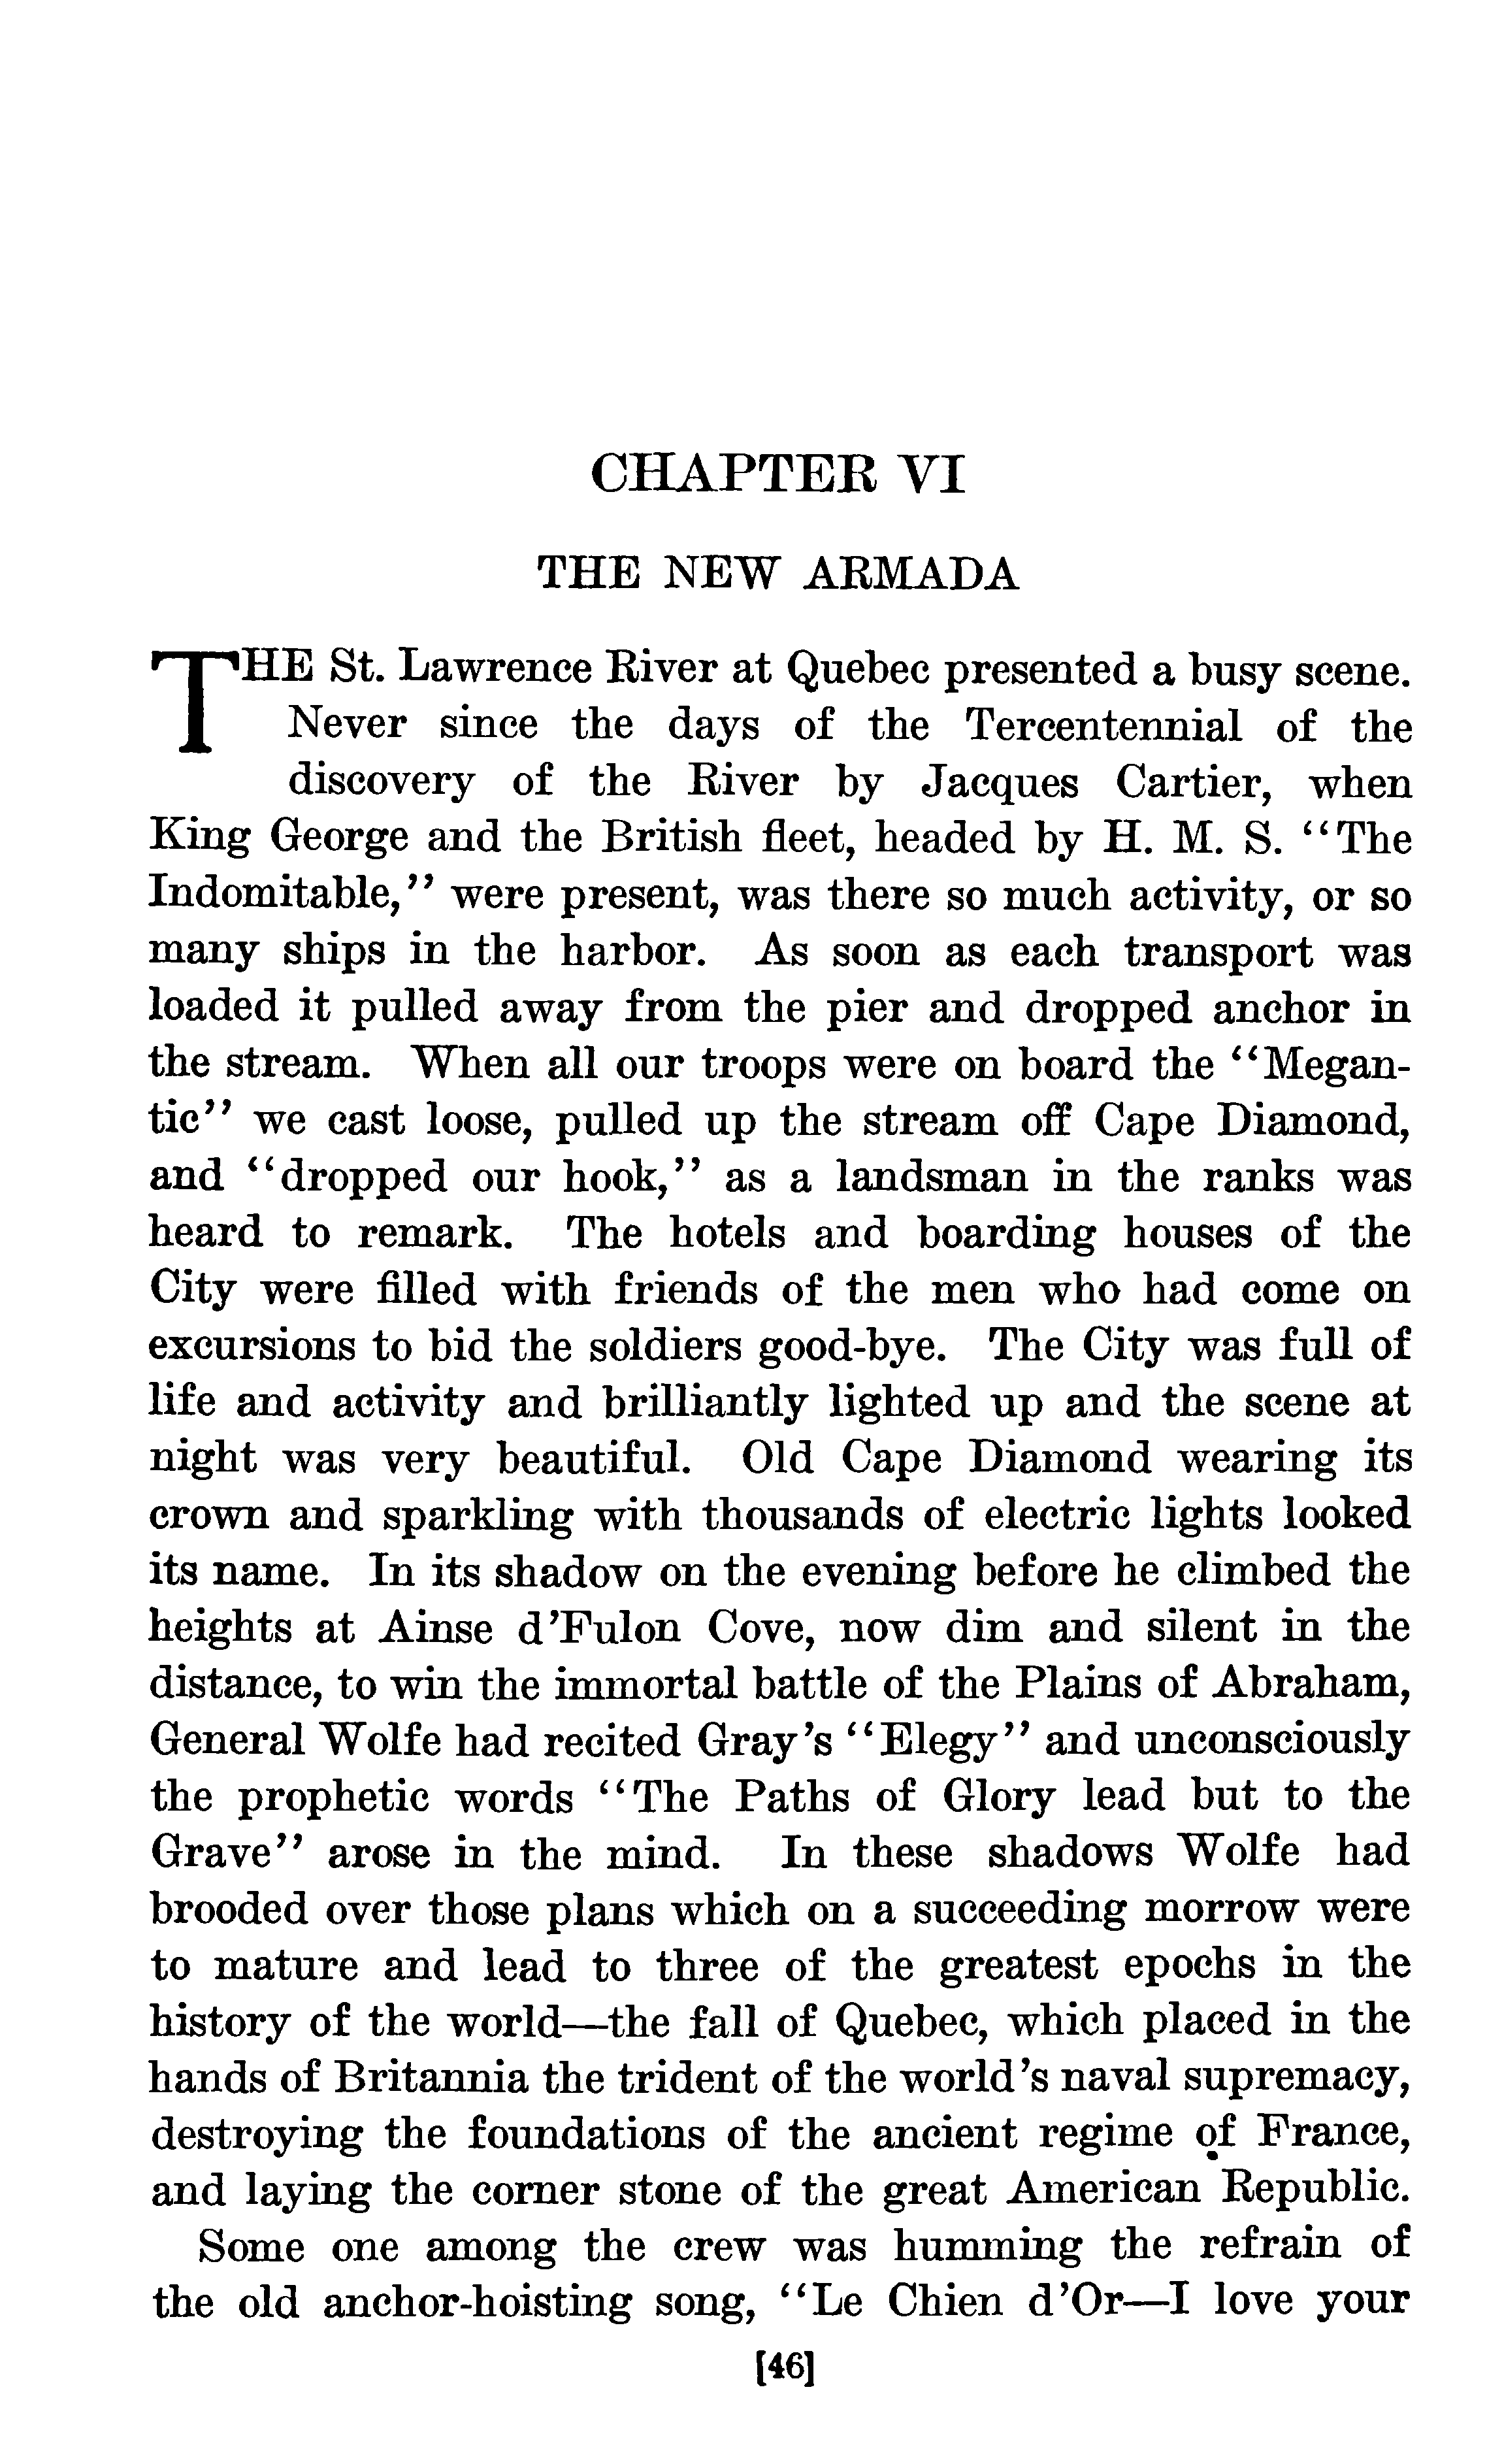 CHAPTER VI
THE NEW ARMADA
THE St. Lawrence River at Quebec presented a busy scene.
Never since the days of the Tercentennial of the
discovery of the River by Jacques Cartier, when
King George and the British fleet, headed by H. M. S. "The
Indomitable," were present, was there so much activity, or so
many ships in the harbor. As soon as each transport was
loaded it pulled away from the pier and dropped anchor in
the stream. When all our troops were on board the "Megan-
tic" we cast loose, pulled up the stream off Cape Diamond,
and "dropped our hook," as a landsman in the ranks was
heard to remark. The hotels and boarding houses of the
City were filled with friends of the men who had come on
excursions to bid the soldiers good-bye. The City was full of
life and activity and brilliantly lighted up and the scene at
night was very beautiful. Old Cape Diamond wearing its
crown and sparkling with thousands of electric lights looked
its name. In its shadow on the evening before he climbed the
heights at Ainse d'Fulon Cove, now dim and silent in the
distance, to win the immortal battle of the Plains of Abraham,
General Wolfe had recited Gray's "Elegy" and unconsciously
the prophetic words "The Paths of Glory lead but to the
Grave" arose in the mind. In these shadows Wolfe had
brooded over those plans which on a succeeding morrow were
to mature and lead to three of the greatest epochs in the
history of the world—the fall of Quebec, which placed in the
hands of Britannia the trident of the world's naval supremacy,
destroying the foundations of the ancient regime of France,
and laying the corner stone of the great American Republic.
Some one among the crew was humming the refrain of
the old anchor-hoisting song, "Le Chien d'Or—I love your
[46]